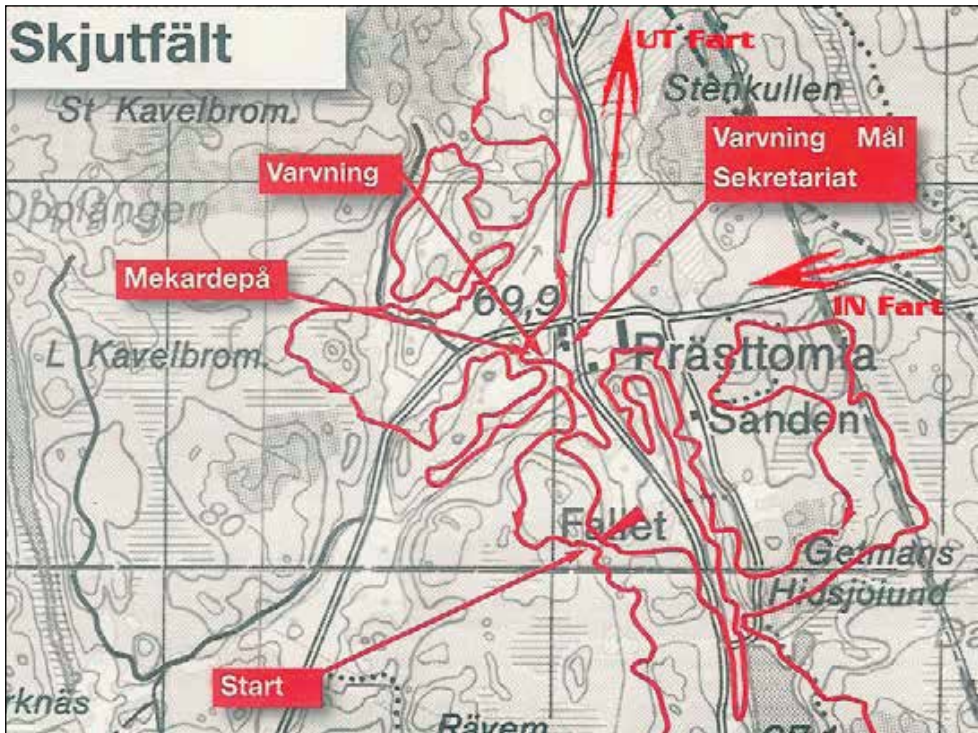 Skjutfält
UT Fart
St Kavelbrom.
Stenkullen
Varvning Mål
Sekretariat
Varvning
Opplången
Mekardepå
69,9
IN Fart
L Kavelbrom.
Prästtomta
Sanden
Fallet
Getmans
Hidsjölund
Start
Rävem